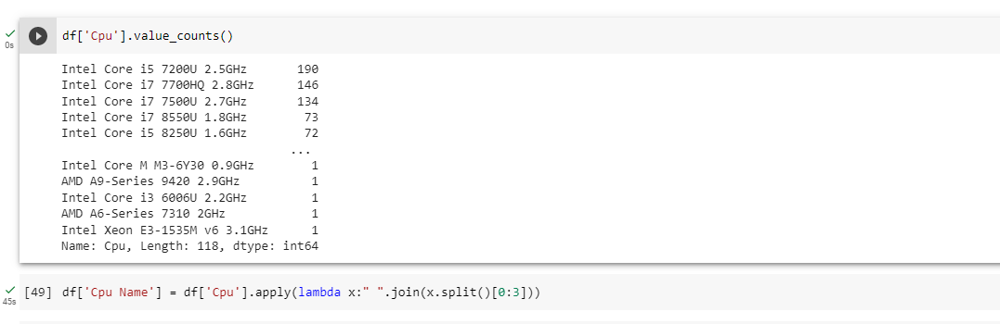 df['Cpu'].value_counts()
0s
Intel Core i5 7200U 2.5GHz 190
Intel Core i7 7700HQ 2.8GHz 146
Intel Core i7 7500U 2.7GHz 134
Intel Core i7 8550U 1.8GHz 73
Intel Core i5 8250U 1.6GHz 72
...
Intel Core M M3-6Y30 0.9GHz 1
AMD A9-Series 9420 2.9GHz 1
Intel Core i3 6006U 2.2GHz 1
AMD A6-Series 7310 2GHz 1
Intel Xeon E3-1535M v6 3.1GHz 1
Name: Cpu, Length: 118, dtype: int64
[49] df['Cpu Name'] = df['Cpu'].apply(lambda x:" ".join(x.split()[0:3]))
45s